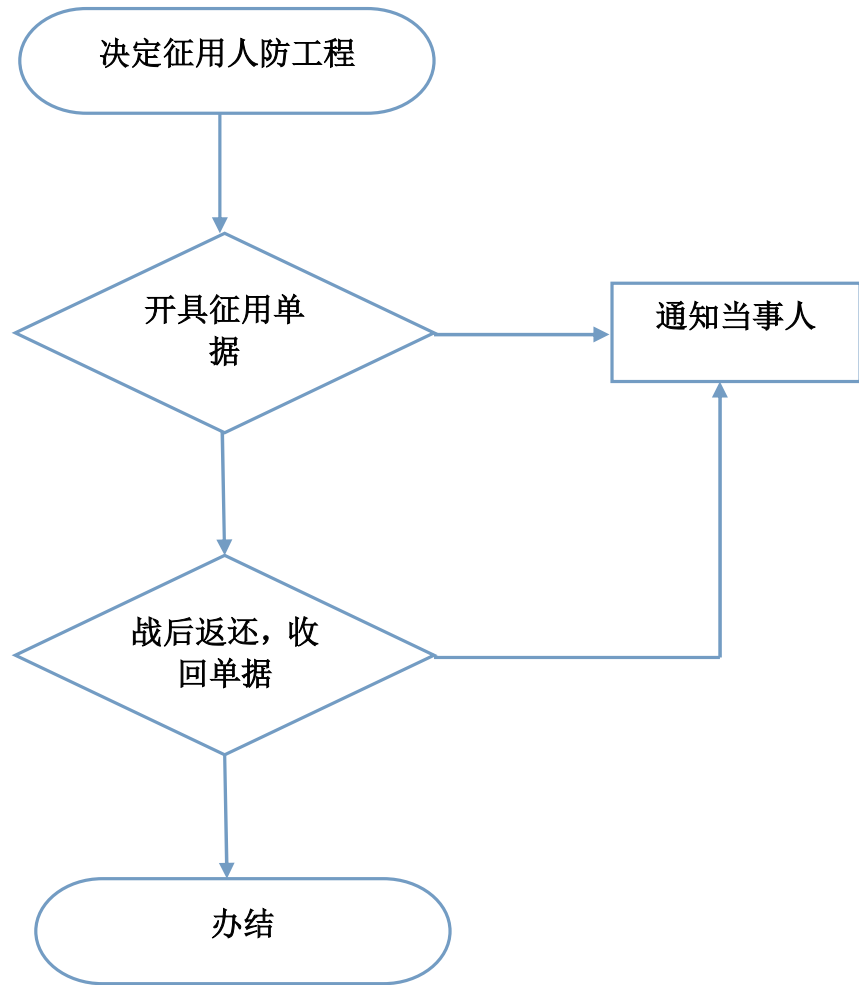 决定征用人防工程
开具征用单
据
通知当事人
战后返还，收
回单据
办结